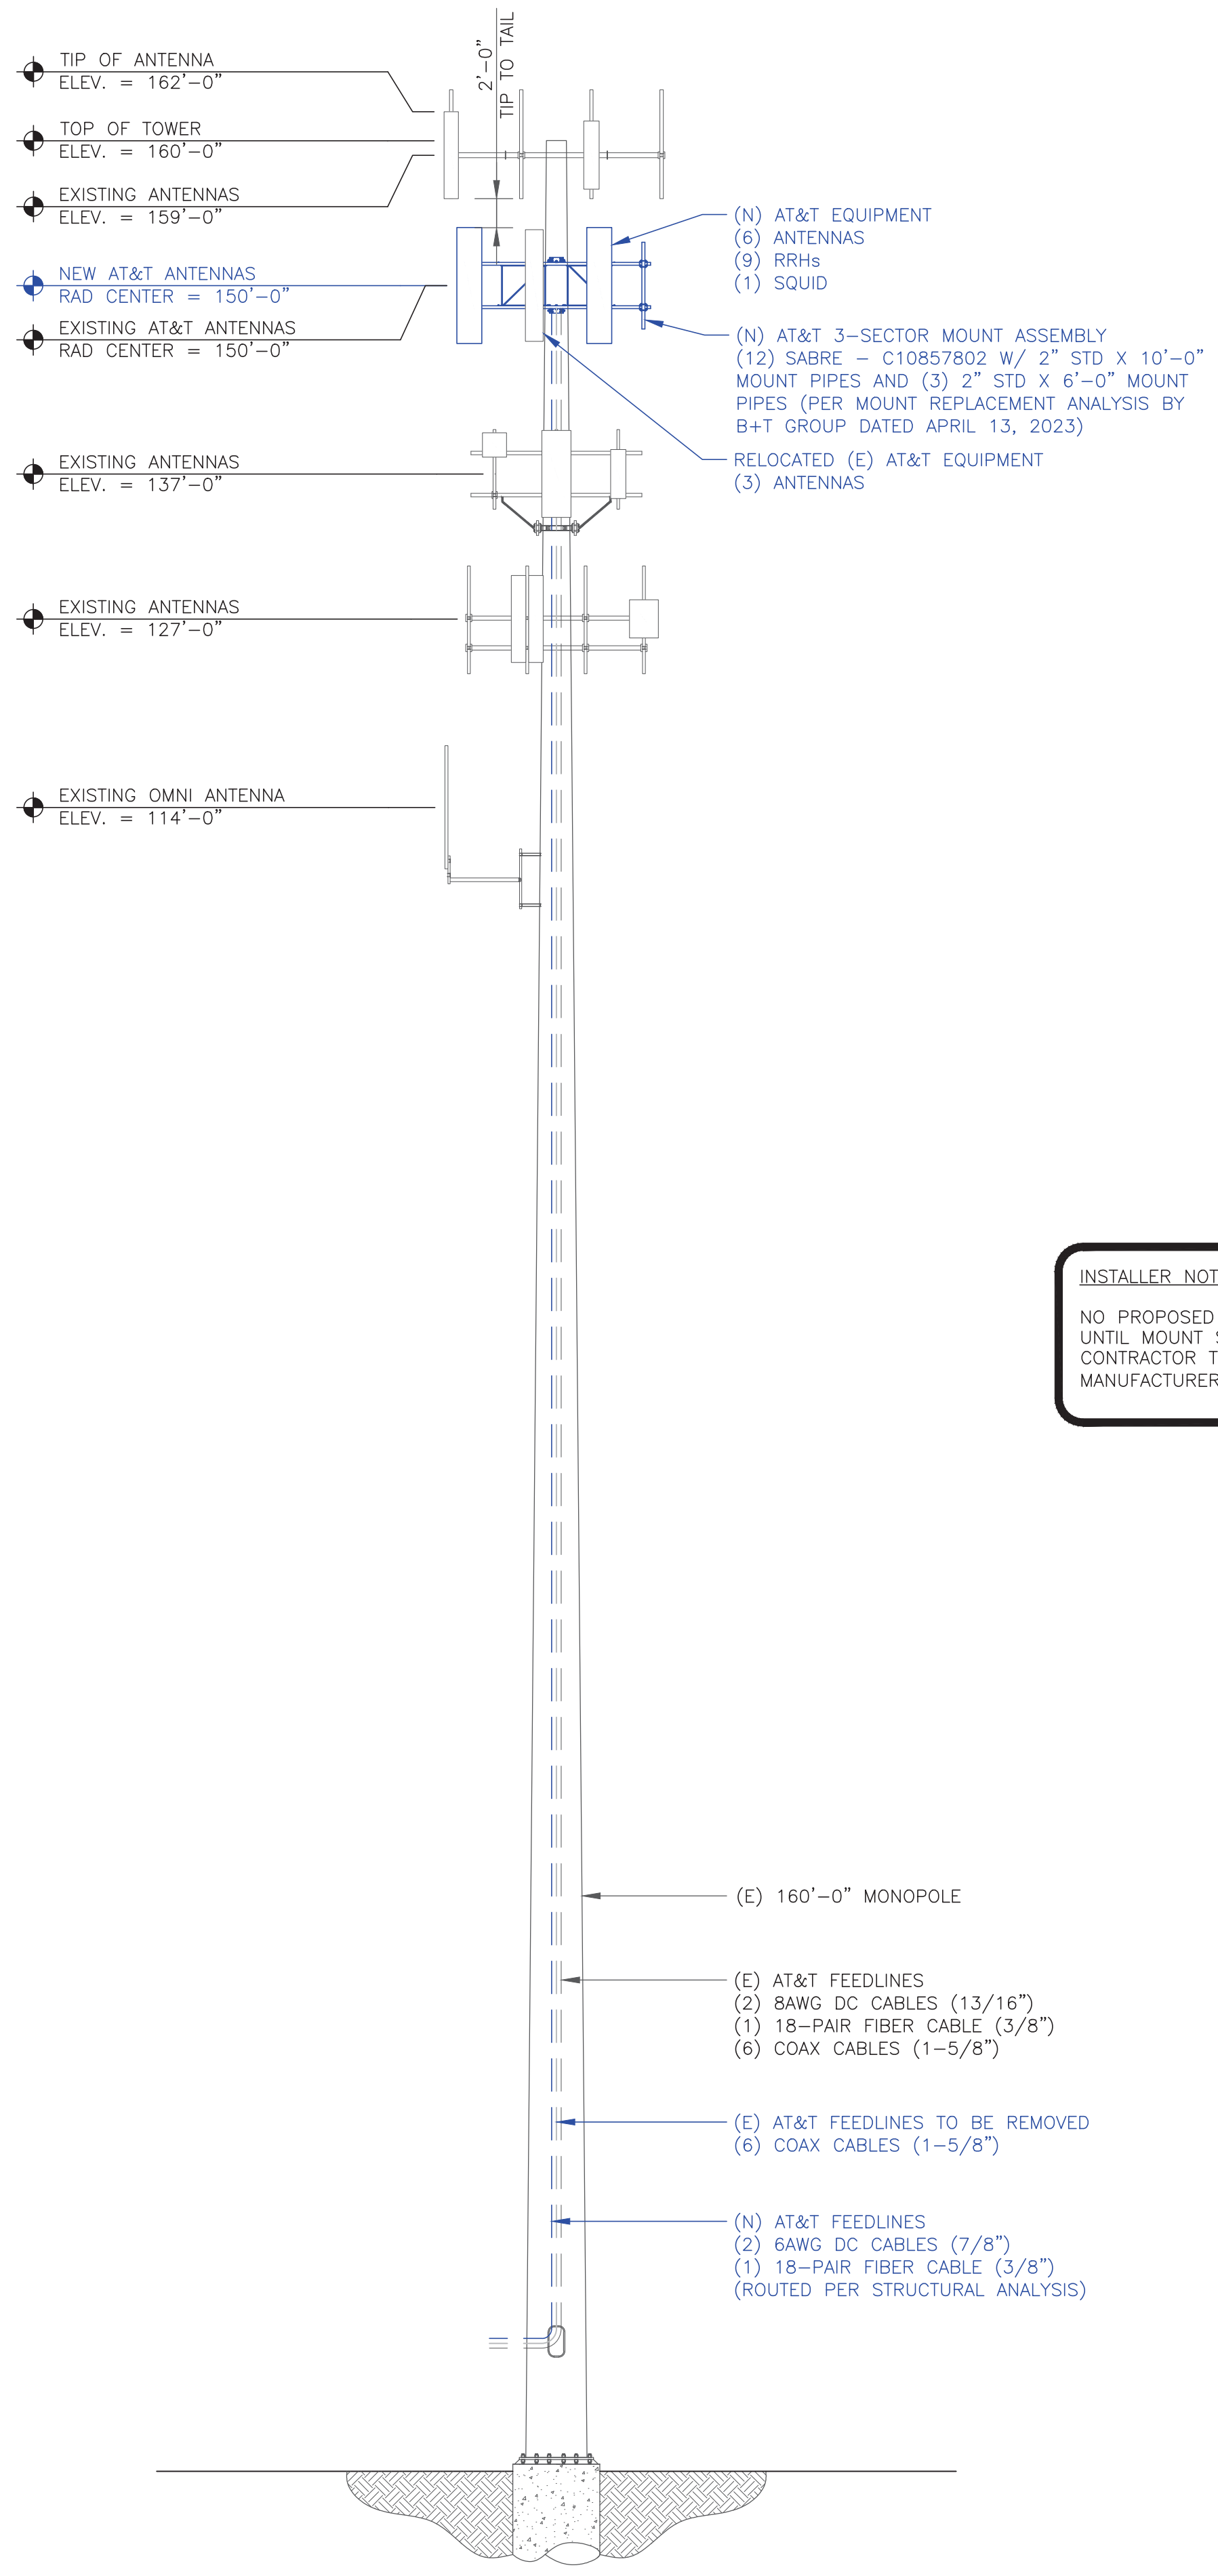 2'-0"
TIP TO TAIL
TIP OF ANTENNA
ELEV. = 162'-0"
TOP OF TOWER
ELEV. = 160'-0"
EXISTING ANTENNAS
ELEV. = 159'-0"
NEW AT&T ANTENNAS
RAD CENTER = 150'-0"
EXISTING AT&T ANTENNAS
RAD CENTER = 150'-0"
EXISTING ANTENNAS
ELEV. = 137'-0"
EXISTING ANTENNAS
ELEV. = 127'-0"
EXISTING OMNI ANTENNA
ELEV. = 114'-0"
(N) AT&T EQUIPMENT
(6) ANTENNAS
(9) RRHs
(1) SQUID
(N) AT&T 3-SECTOR MOUNT ASSEMBLY
(12) SABRE - C10857802 W/ 2" STD X 10'-0"
MOUNT PIPES AND (3) 2" STD X 6'-0" MOUNT
PIPES (PER MOUNT REPLACEMENT ANALYSIS BY
B+T GROUP DATED APRIL 13, 2023)
RELOCATED (E) AT&T EQUIPMENT
(3) ANTENNAS
INSTALLER NOT
NO PROPOSED
UNTIL MOUNT
CONTRACTOR T
MANUFACTURER
(E) 160'-0" MONOPOLE
(E) AT&T FEEDLINES
(2) 8AWG DC CABLES (13/16")
(1) 18-PAIR FIBER CABLE (3/8")
(6) COAX CABLES (1-5/8")
(E) AT&T FEEDLINES TO BE REMOVED
(6) COAX CABLES (1-5/8")
(N) AT&T FEEDLINES
(2) 6AWG DC CABLES (7/8")
(1) 18-PAIR FIBER CABLE (3/8")
(ROUTED PER STRUCTURAL ANALYSIS)